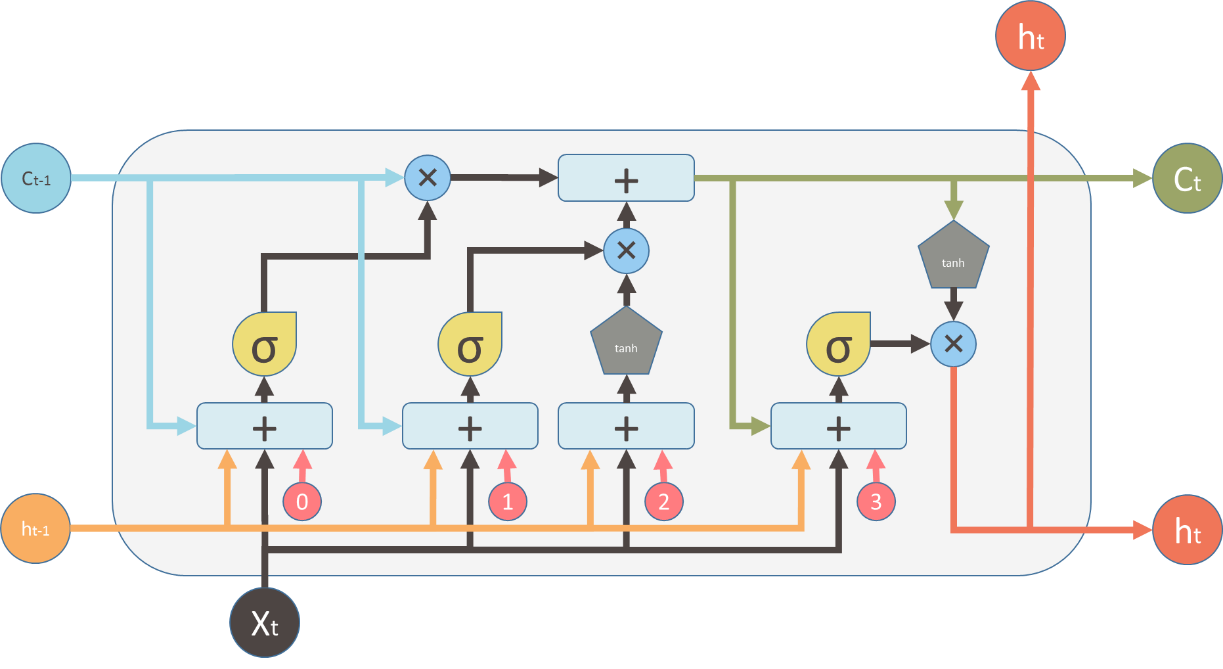 ht
Ct-1
×
+
Ct
×
tanh
σ
σ
tanh
σ
×
+
+
+
+
0
1
2
3
ht-1
ht
Xt